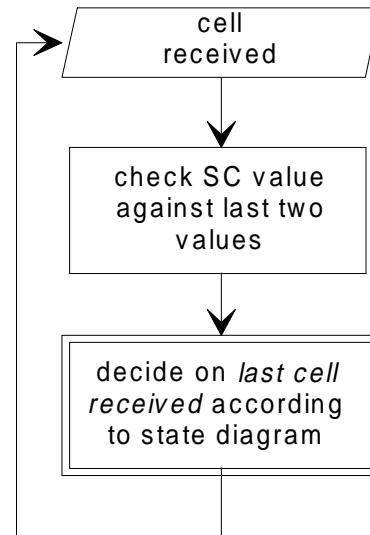 cell
received
check SC value
against last two
values
decide on last cell
received according
to state diagram